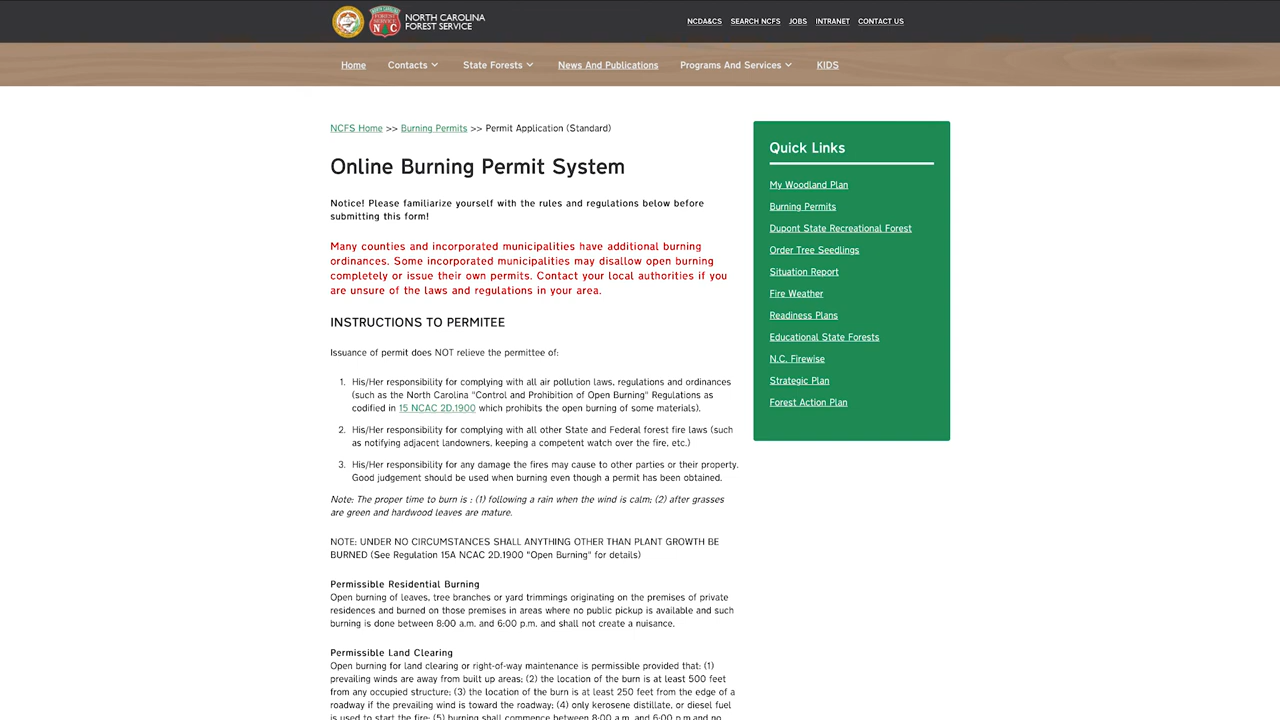 NORTH CAROLINA
FOREST SERVICE
NCDA&CS SEARCH NCFS JOBS INTRANET CONTACT US
Home Contacts State Forests News And Publications Programs And Services KIDS
NCFS Home >> Burning Permits >> Permit Application (Standard)
Online Burning Permit System
Notice! Please familiarize yourself with the rules and regulations below before
submitting this form!
Many counties and incorporated municipalities have additional burning
ordinances. Some incorporated municipalities may disallow open burning
completely or issue their own permits. Contact your local authorities if you
are unsure of the laws and regulations in your area.
INSTRUCTIONS TO PERMITEE
Issuance of permit does NOT relieve the permittee of:
1. His/Her responsibility for complying with all air pollution laws, regulations and ordinances
(such as the North Carolina "Control and Prohibition of Open Burning" Regulations as
codified in 15 NCAC 2D.1900 which prohibits the open burning of some materials).
2. His/Her responsibility for complying with all other State and Federal forest fire laws (such
as notifying adjacent landowners, keeping a competent watch over the fire, etc.)
3. His/Her responsibility for any damage the fires may cause to other parties or their property.
Good judgement should be used when burning even though a permit has been obtained.
Note: The proper time to burn is : (1) following a rain when the wind is calm; (2) after grasses
are green and hardwood leaves are mature.
NOTE: UNDER NO CIRCUMSTANCES SHALL ANYTHING OTHER THAN PLANT GROWTH BE
BURNED (See Regulation 15A NCAC 2D.1900 "Open Burning" for details)
Permissible Residential Burning
Open burning of leaves, tree branches or yard trimmings originating on the premises of private
residences and burned on those premises in areas where no public pickup is available and such
burning is done between 8:00 a.m. and 6:00 p.m. and shall not create a nuisance.
Permissible Land Clearing
Open burning for land clearing or right-of-way maintenance is permissible provided that: (1)
prevailing winds are away from built up areas; (2) the location of the burn is at least 500 feet
from any occupied structure; (3) the location of the burn is at least 250 feet from the edge of a
roadway if the prevailing wind is toward the roadway; (4) only kerosene distillate, or diesel fuel
is used to start the fire; (5) burning shall commence between 8:00 a.m. and 6:00 p.m and no
Quick Links
My Woodland Plan
Burning Permits
Dupont State Recreational Forest
Order Tree Seedlings
Situation Report
Fire Weather
Readiness Plans
Educational State Forests
N.C. Firewise
Strategic Plan
Forest Action Plan